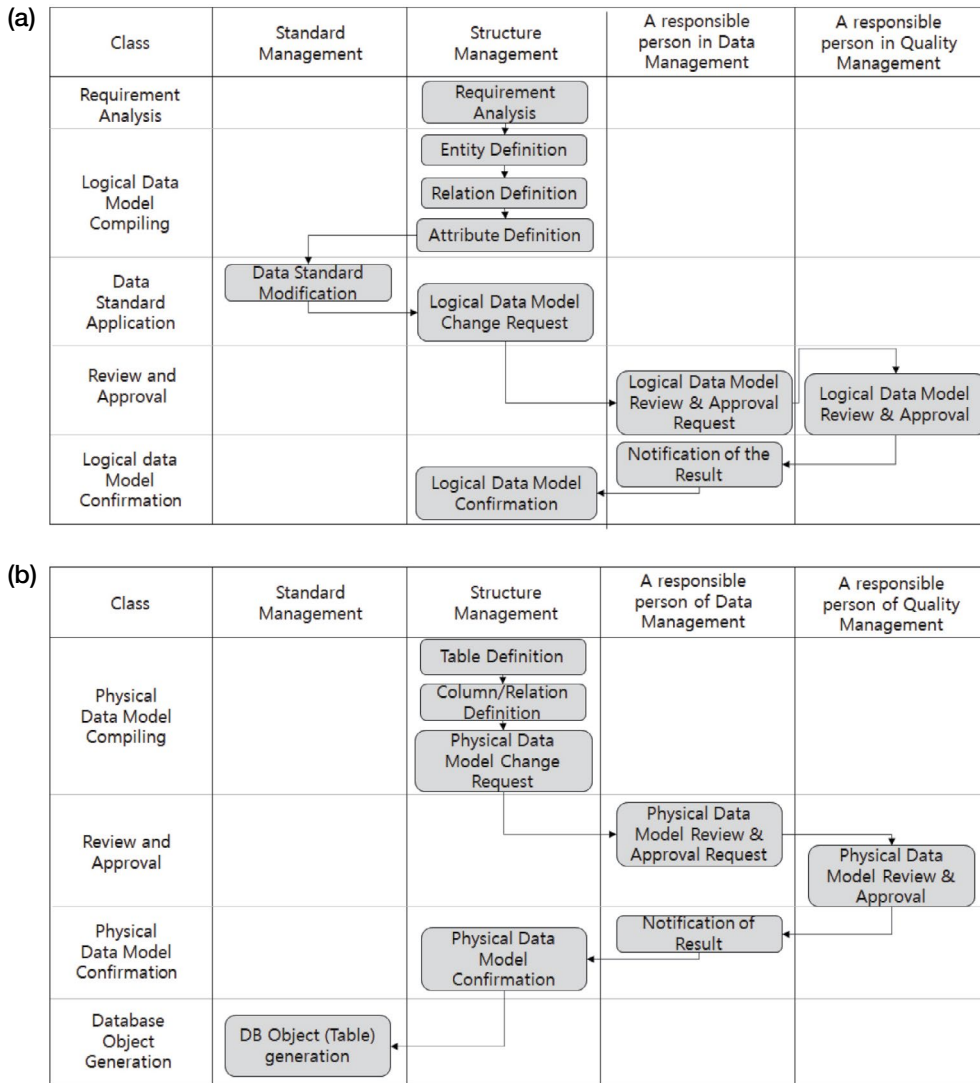 (a)
Class
Standard
Management
Structure
Management
A responsible
person in Data
Management
A responsible
person in Quality
Management
Requirement
Analysis
Requirement
Analysis
Logical Data
Model
Compiling
Entity Definition
Relation Definition
Attribute Definition
Data
Standard
Application
Data Standard
Modification
Logical Data Model
Change Request
Review and
Approval
Logical Data Model
Review & Approval
Request
Logical Data Model
Review & Approval
Logical data
Model
Confirmation
Logical Data Model
Confirmation
Notification of the
Result
(b)
Class
Standard
Management
Structure
Management
A responsible
person of Data
Management
A responsible
person of Quality
Management
Physical
Data Model
Compiling
Table Definition
Column/Relation
Definition
Physical Data
Model Change
Request
Review and
Approval
Physical Data
Model Review &
Approval Request
Physical Data
Model Review &
Approval
Physical
Data Model
Confirmation
Physical Data
Model
Confirmation
Notification of
Result
Database
Object
Generation
DB Object (Table)
generation